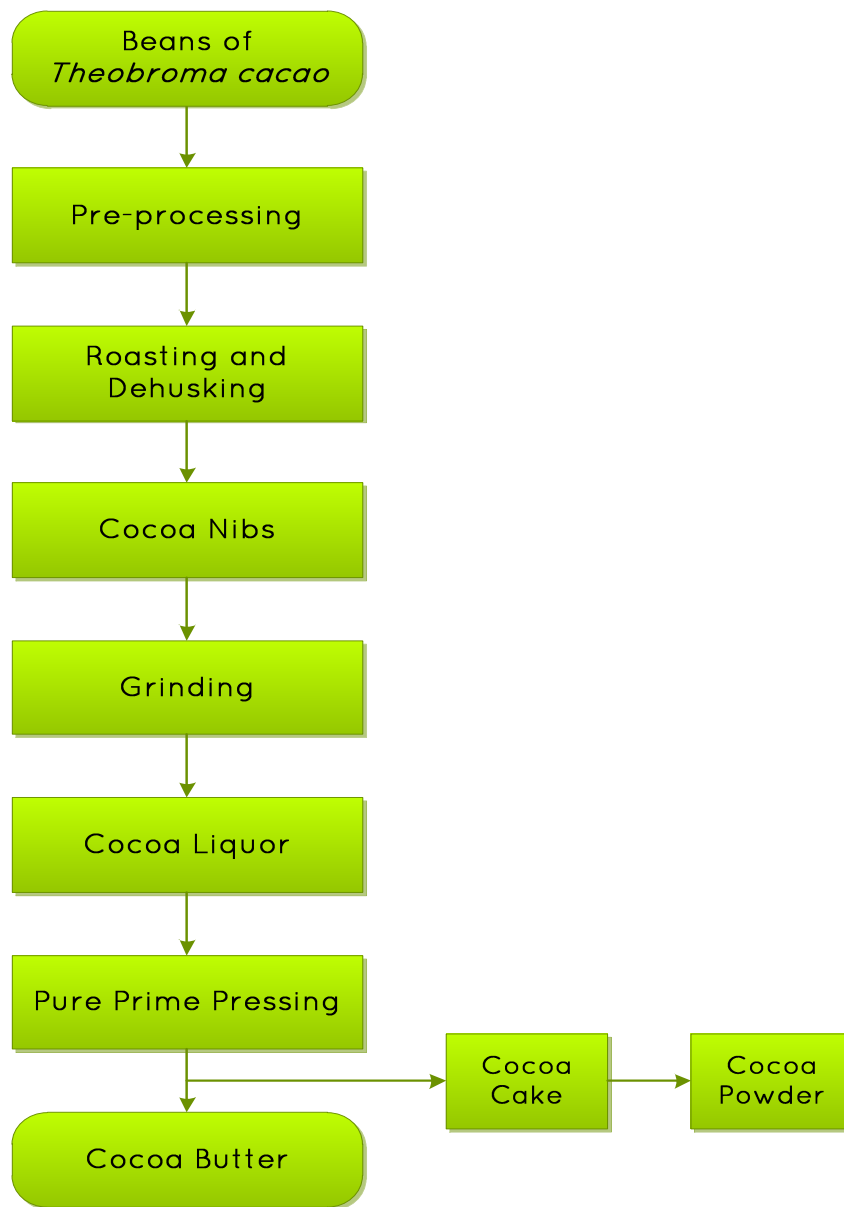 Beans of
Theobroma cacao
Pre-processing
Roasting and
Dehusking
Cocoa Nibs
Grinding
Cocoa Liquor
Pure Prime Pressing
Cocoa
Cake
Cocoa
Powder
Cocoa Butter